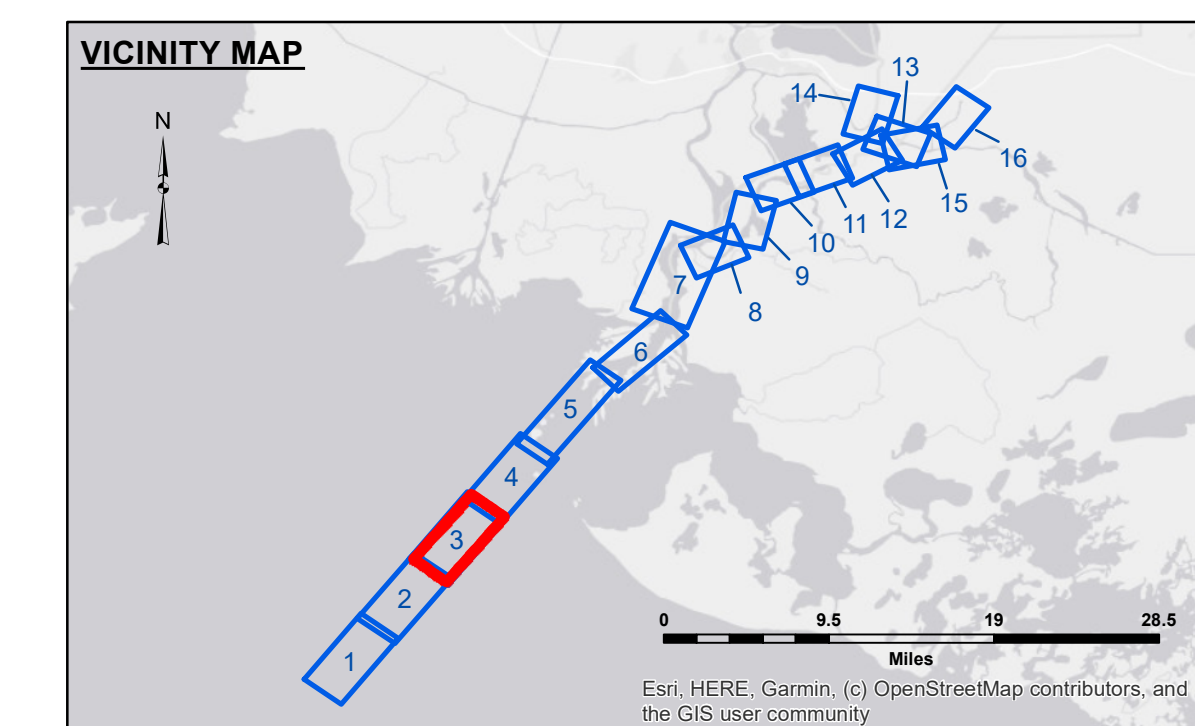 VICINITY MAP
N
13
14
16
15
12
11
10
9
8
7
6
5
4
3
2
1
0 9.5 19 28.5
Miles
Esri, HERE, Garmin, (c) OpenStreetMap contributors, and
the GIS user community